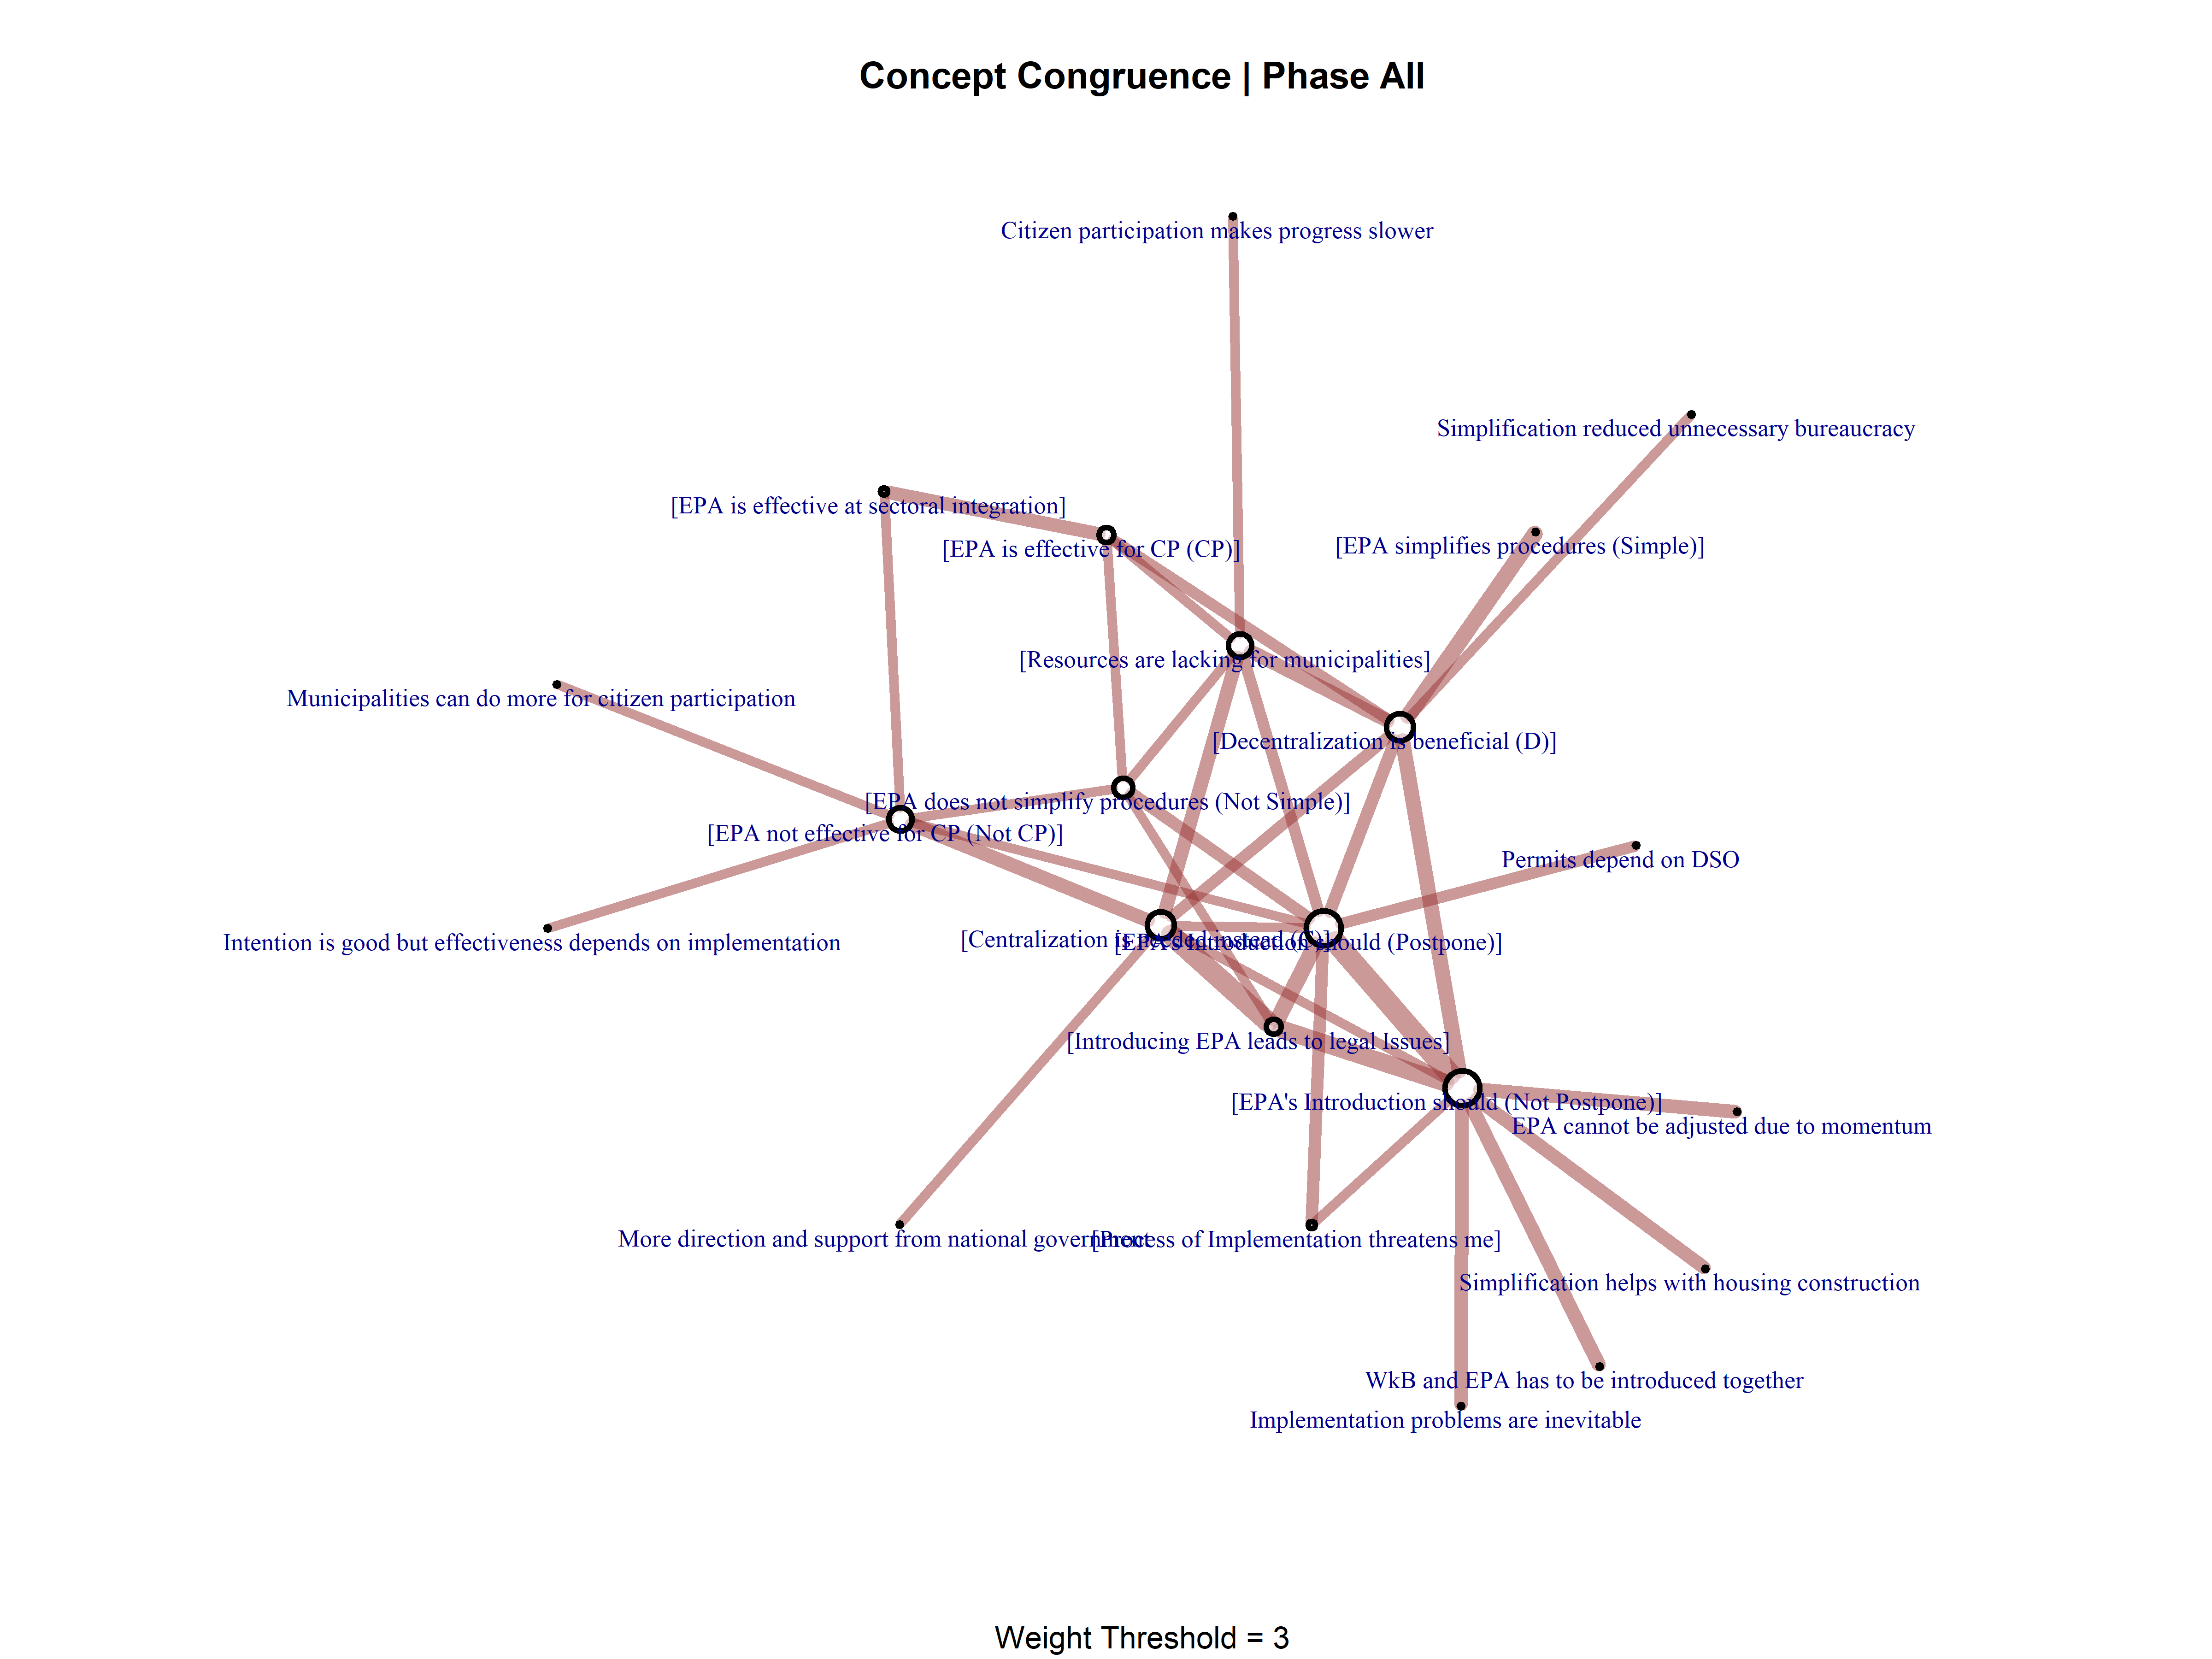 Concept Congruence | Phase All
Citizen participation makes progress slower
Simplification reduced unnecessary bureaucracy
[EPA is effective at sectoral integration]
[EPA is effective for CP (CP)]
[EPA simplifies procedures (Simple)]
[Resources are lacking for municipalities]
Municipalities can do more for citizen participation
[Decentralization is beneficial (D)]
[EPA does not simplify procedures (Not Simple)]
[EPA not effective for CP (Not CP)]
Permits depend on DSO
Intention is good but effectiveness depends on implementation
[Centralization is needed instead (C)]
[EPA's Introduction should (Postpone)]
[Introducing EPA leads to legal Issues]
[EPA's Introduction should (Not Postpone)]
EPA cannot be adjusted due to momentum
More direction and support from national government
[Process of Implementation threatens me]
Simplification helps with housing construction
WkB and EPA has to be introduced together
Implementation problems are inevitable
Weight Threshold = 3